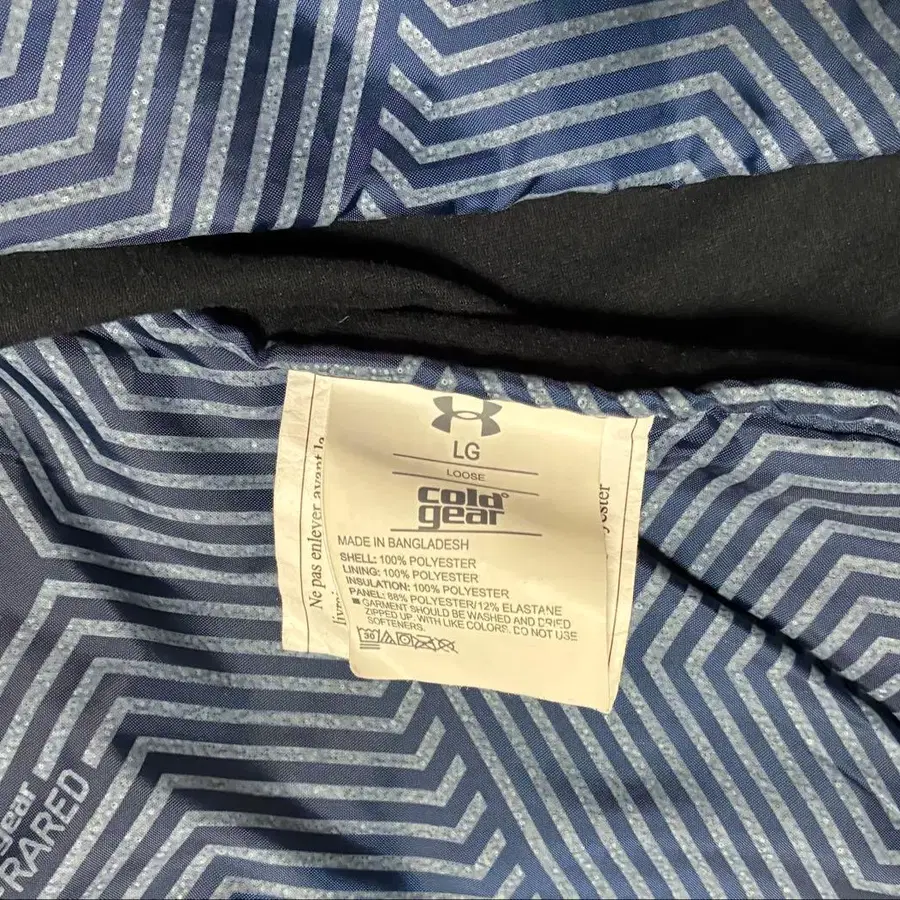 LG
LOOSE
cold
gear
MADE IN BANGLADESH
SHELL: 100% POLYESTER
LINING: 100% POLYESTER
INSULATION: 100% POLYESTER
PANEL: 88% POLYESTER/12% ELASTANE
GARMENT SHOULD BE WASHED AND DRIED
ZIPPED UP. WITH LIKE COLORS. DO NOT USE
SOFTENERS.
30
Ne pas enlever avant la
gear